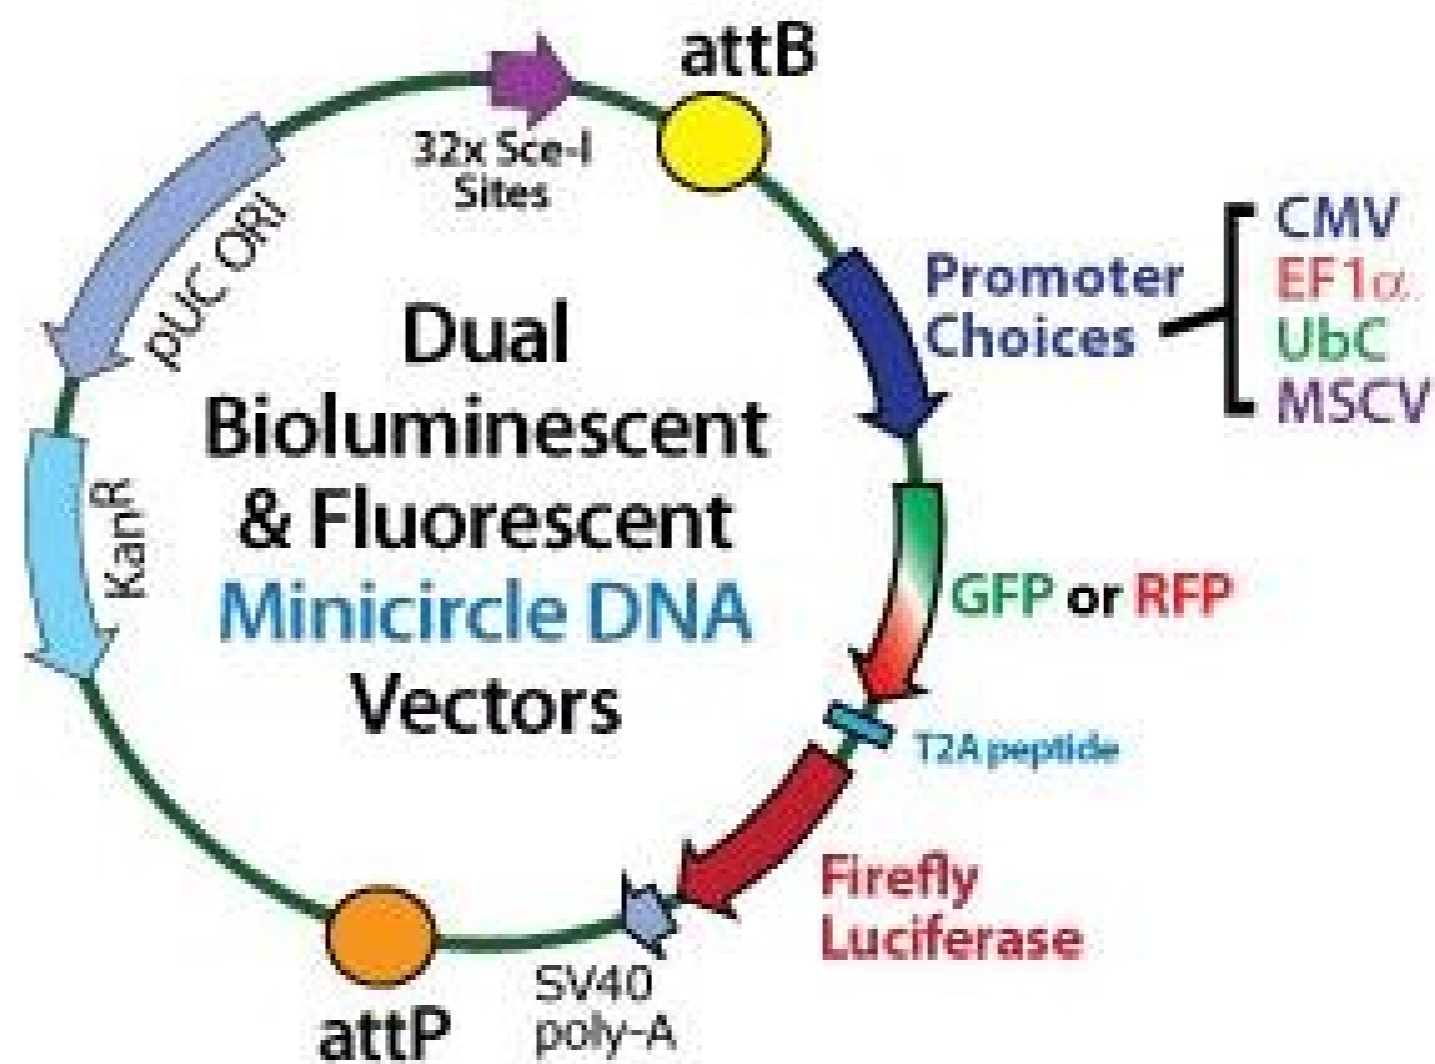 attB
32x Sce-I
Sites
pUC ORI
KanR
Dual
Bioluminescent
& Fluorescent
Minicircle DNA
Vectors
Promoter
Choices
CMV
EF1α
UbC
MSCV
GFP or RFP
T2A peptide
Firefly
Luciferase
SV40
poly-A
attP